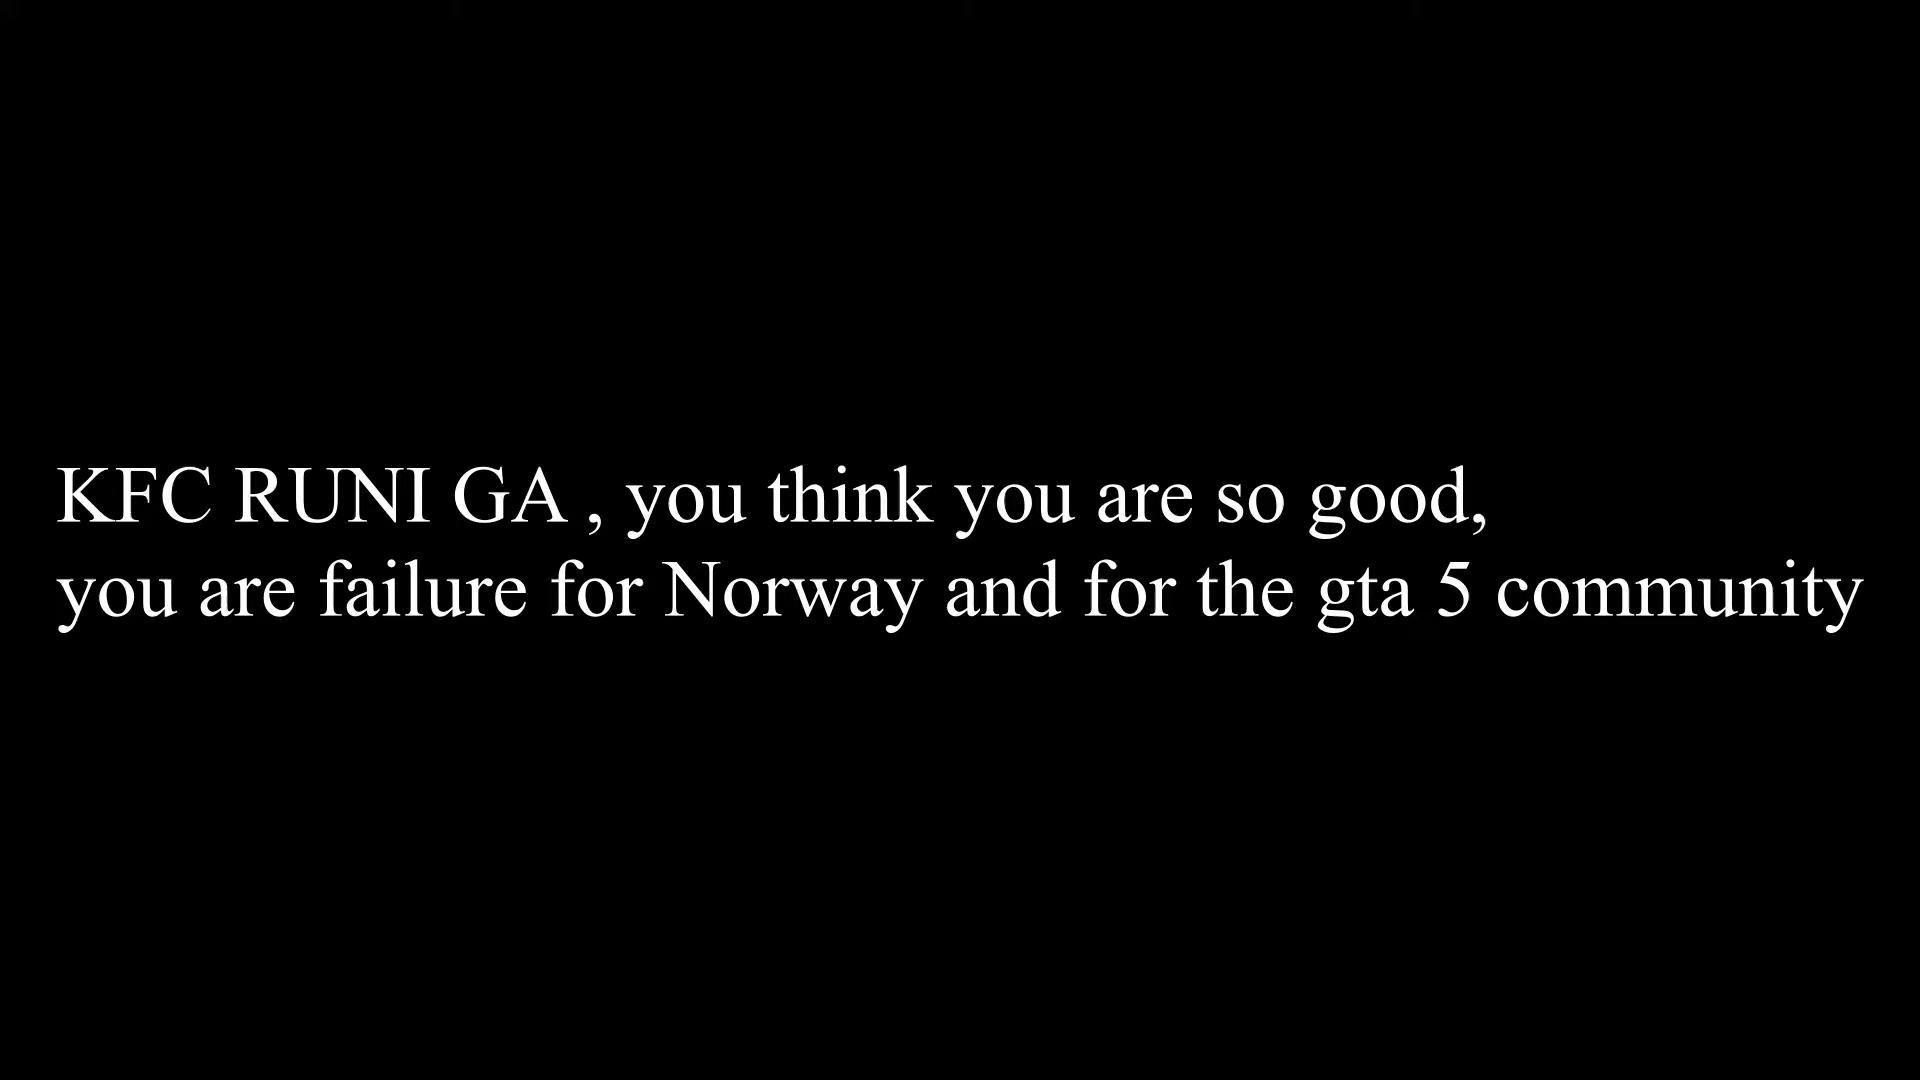 KFC RUNI GA , you think you are so good,
you are failure for Norway and for the gta 5 community